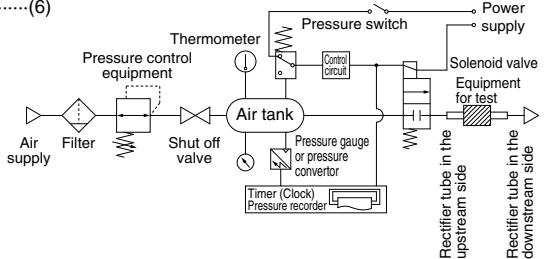 ······(6)
Power
supply
Pressure switch
Thermometer
Pressure control
equipment
Control
circuit
Solenoid valve
Equipment
for test
Air tank
Air
supply
Filter
Shut off
valve
Pressure gauge
or pressure
convertor
Timer (Clock)
Pressure recorder
Rectifier tube in the
upstream side
Rectifier tube in the
downstream side